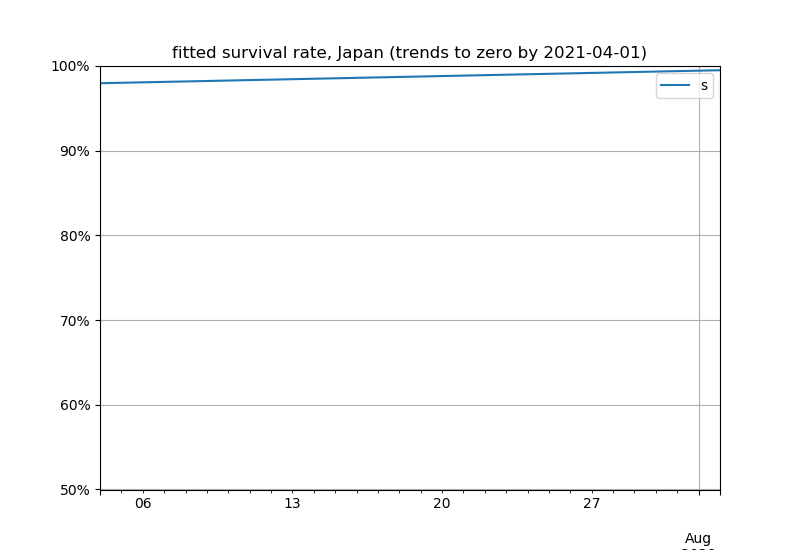 fitted survival rate, Japan (trends to zero by 2021-04-01)
100%
s
90%
80%
70%
60%
50%
06 13 20 27
Aug